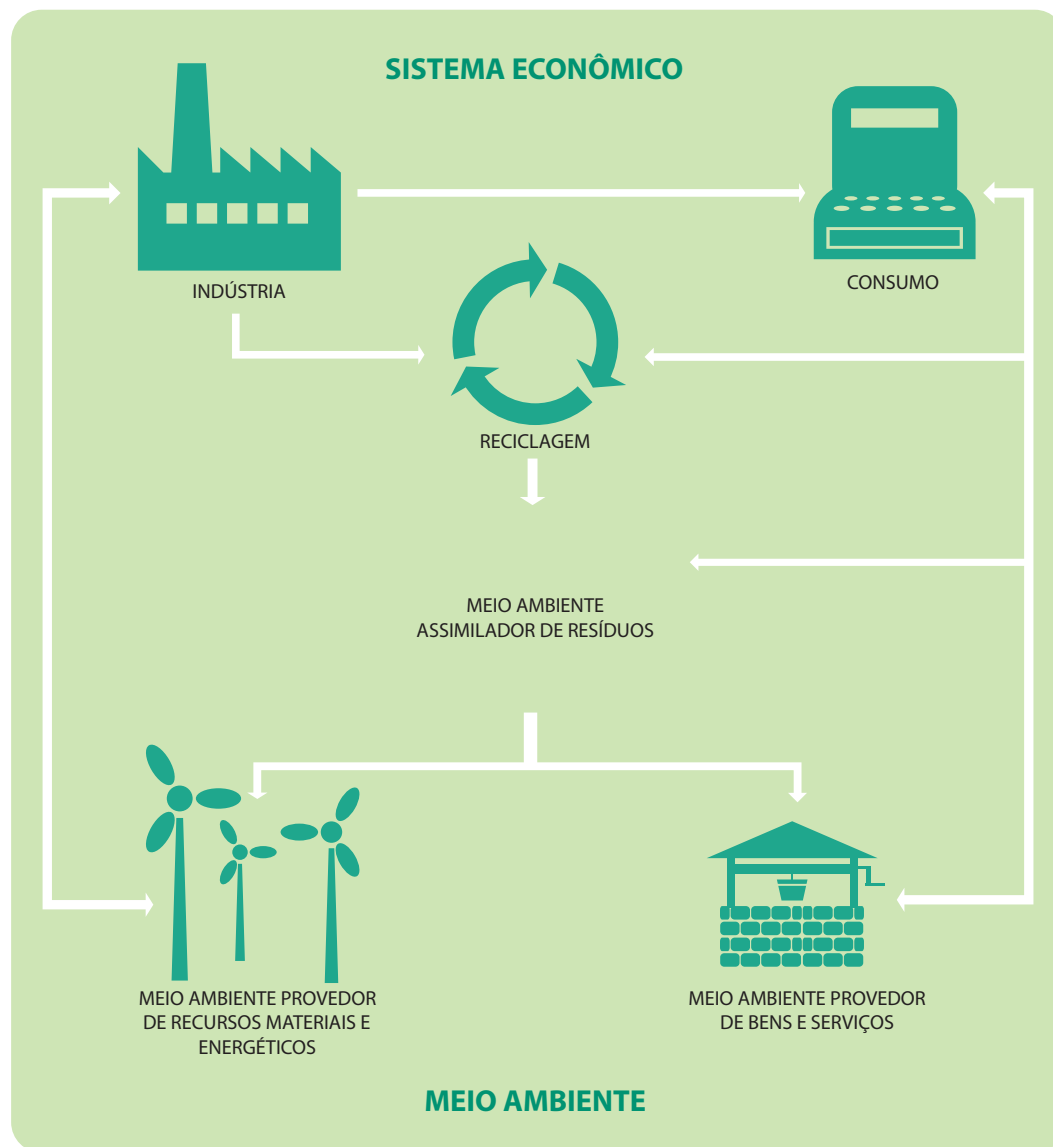 SISTEMA ECONÔMICO
INDÚSTRIA
CONSUMO
RECICLAGEM
MEIO AMBIENTE
ASSIMILADOR DE RESÍDUOS
MEIO AMBIENTE PROVEDOR
DE RECURSOS MATERIAIS E
ENERGÉTICOS
MEIO AMBIENTE PROVEDOR
DE BENS E SERVIÇOS
MEIO AMBIENTE